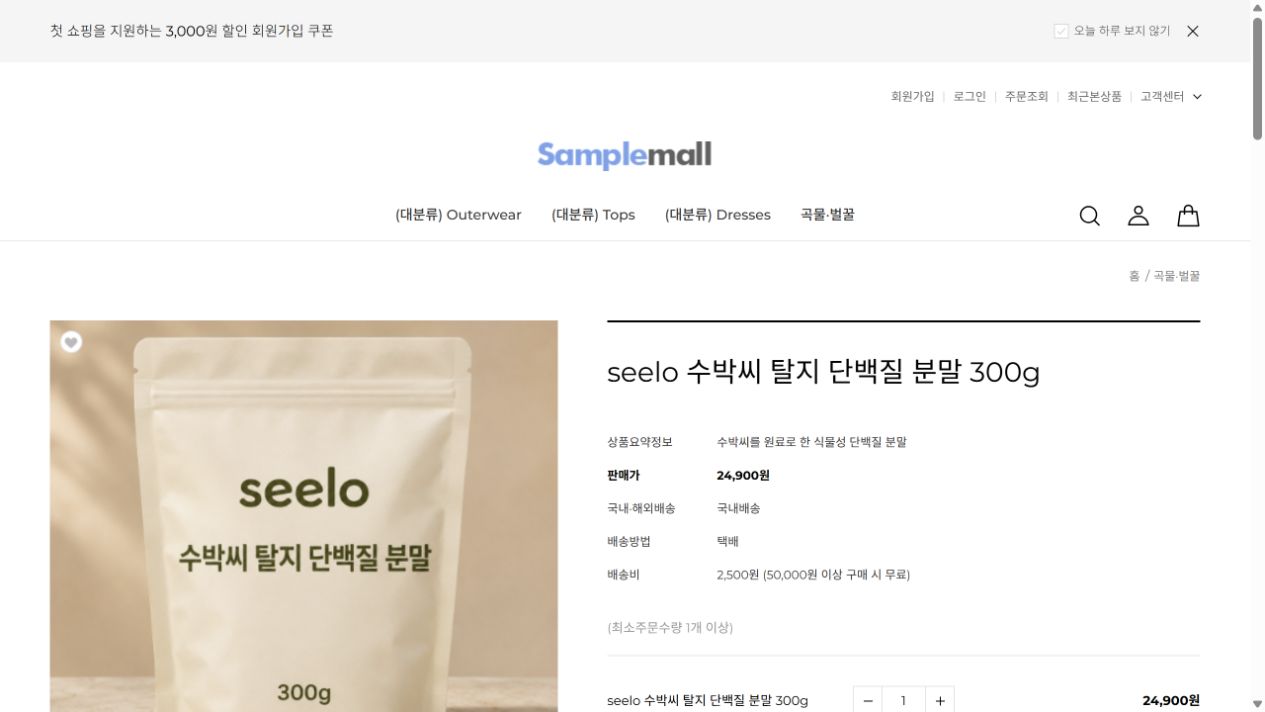 첫 쇼핑을 지원하는 3,000원 할인 회원가입 쿠폰
오늘 하루 보지 않기
회원가입 로그인 주문조회 최근본상품 고객센터
Samplemall
(대분류) Outerwear (대분류) Tops (대분류) Dresses 곡물·벌꿀
홈 / 곡물·벌꿀
seelo
수박씨 탈지 단백질 분말
300g
seelo 수박씨 탈지 단백질 분말 300g
상품요약정보 수박씨를 원료로 한 식물성 단백질 분말
판매가 24,900원
국내·해외배송 국내배송
배송방법 택배
배송비 2,500원 (50,000원 이상 구매 시 무료)
(최소주문수량 1개 이상)
seelo 수박씨 탈지 단백질 분말 300g − 1 + 24,900원